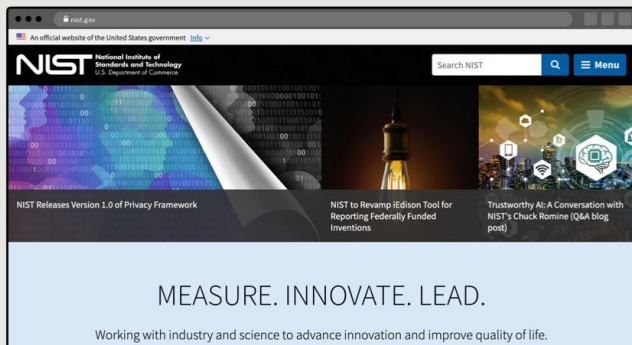 nist.gov
An official website of the United States government Info
NIST
National Institute of
Standards and Technology
U.S. Department of Commerce
Search NIST
Menu
NIST Releases Version 1.0 of Privacy Framework
NIST to Revamp iEdison Tool for
Reporting Federally Funded
Inventions
Trustworthy AI: A Conversation with
NIST's Chuck Romine (Q&A blog
post)
MEASURE. INNOVATE. LEAD.
Working with industry and science to advance innovation and improve quality of life.